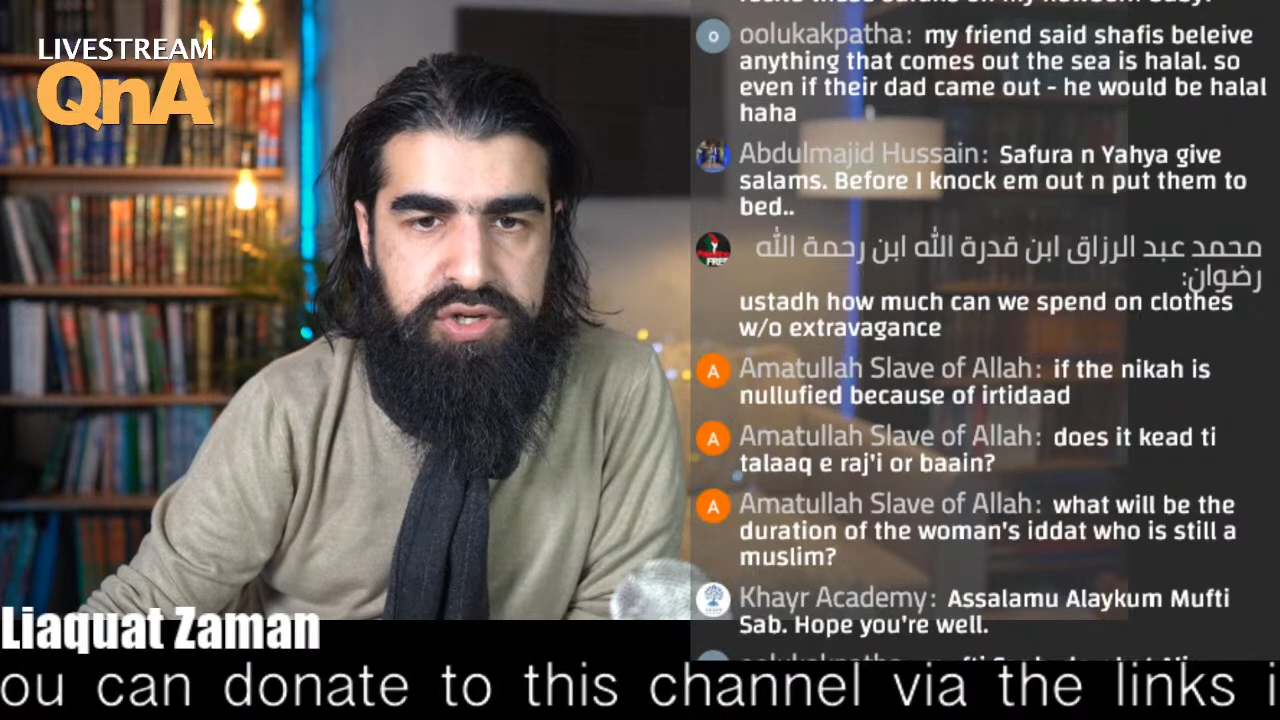 LIVESTREAM
QnA
oolukakpatha: my friend said shafis beleive
anything that comes out the sea is halal. so
even if their dad came out - he would be halal
haha
Abdulmajid Hussain: Safura n Yahya give
salams. Before I knock em out n put them to
bed..
محمد عبد الرزاق ابن قدرة الله ابن رحمة الله
رضوان:
ustadh how much can we spend on clothes
w/o extravagance
A Amatullah Slave of Allah: if the nikah is
nullufied because of irtidaad
A Amatullah Slave of Allah: does it kead ti
talaaq e raj'i or baain?
A Amatullah Slave of Allah: what will be the
duration of the woman's iddat who is still a
muslim?
Khayr Academy: Assalamu Alaykum Mufti
Sab. Hope you're well.
Liaquat Zaman
ou can donate to this channel via the links i